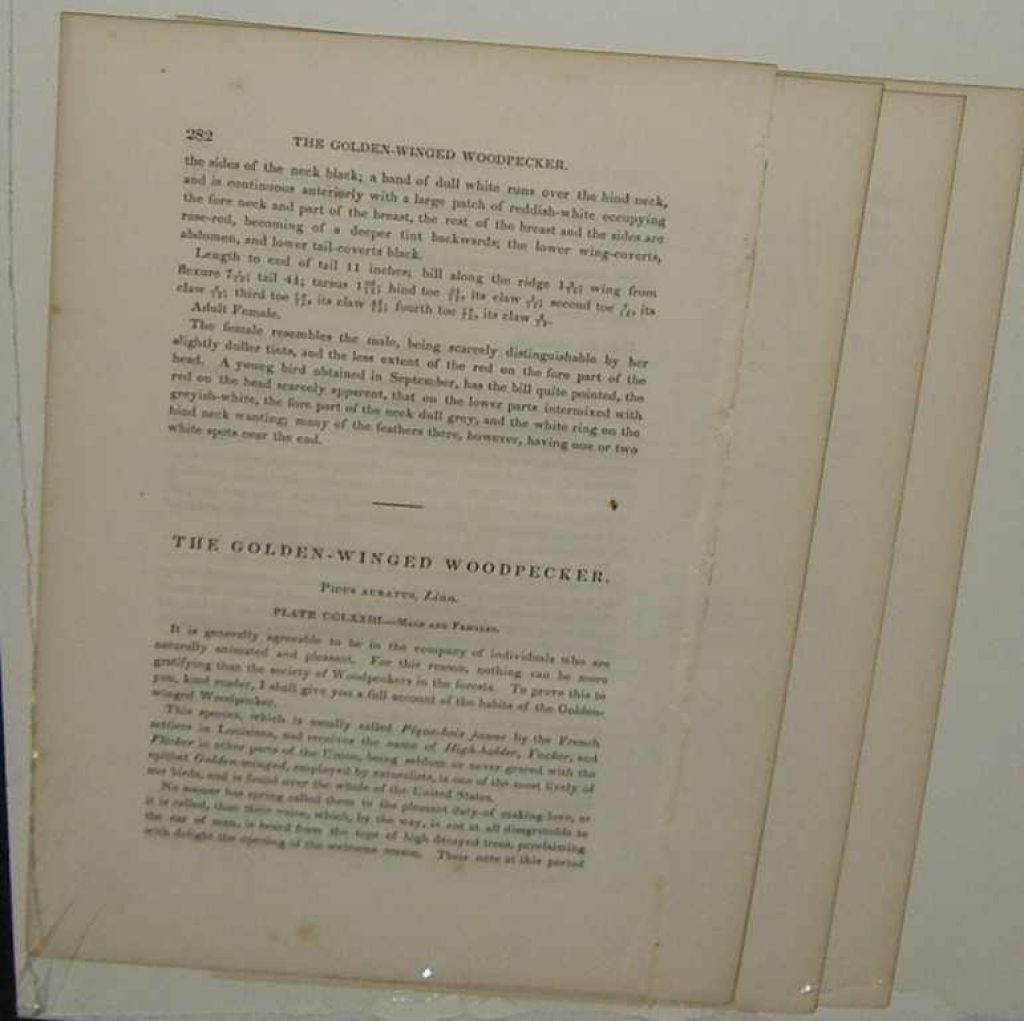 282 THE GOLDEN-WINGED WOODPECKER.
the sides of the neck black; a band of dull white runs over the hind neck,
and is continuous anteriorly with a large patch of reddish-white occupying
the fore neck and part of the breast, the rest of the breast and the sides are
rose-red, becoming of a deeper tint backwards; the lower wing-coverts,
abdomen, and lower tail-coverts black.
Length to end of tail 11 inches; bill along the ridge wing from
flexure tail tarsus hind toe its claw second toe its
claw third toe its claw fourth toe its claw
Adult Female.
The female resembles the male, being scarcely distinguishable by her
slightly duller tints, and the less extent of the red on the fore part of the
head. A young bird obtained in September, has the bill quite pointed, the
red on the head scarcely apparent, that on the lower parts intermixed with
greyish-white, the fore part of the neck dull grey, and the white ring on the
hind neck wanting; many of the feathers there, however, having one or two
white spots near the end.
THE GOLDEN-WINGED WOODPECKER.
PICUS AURATUS, Linn.
PLATE CCLXXIII.—MALE AND FEMALES.
It is generally agreeable to be in the company of individuals who are
naturally animated and pleasant. For this reason, nothing can be more
gratifying than the society of Woodpeckers in the forests. To prove this to
you, kind reader, I shall give you a full account of the habits of the Golden-
winged Woodpecker.
This species, which is usually called Pique-bois jaune by the French
settlers in Louisiana, and receives the name of High-holder, Yucker, and
Flicker in other parts of the Union, being seldom or never graced with the
epithet Golden-winged, employed by naturalists, is one of the most lively of
our birds, and is found over the whole of the United States.
No sooner has spring called them to the pleasant duty of making love, as
it is called, than their voice, which, by the way, is not at all disagreeable to
the ear of man, is heard from the tops of high decayed trees, proclaiming
with delight the opening of the welcome season. Their note at this period